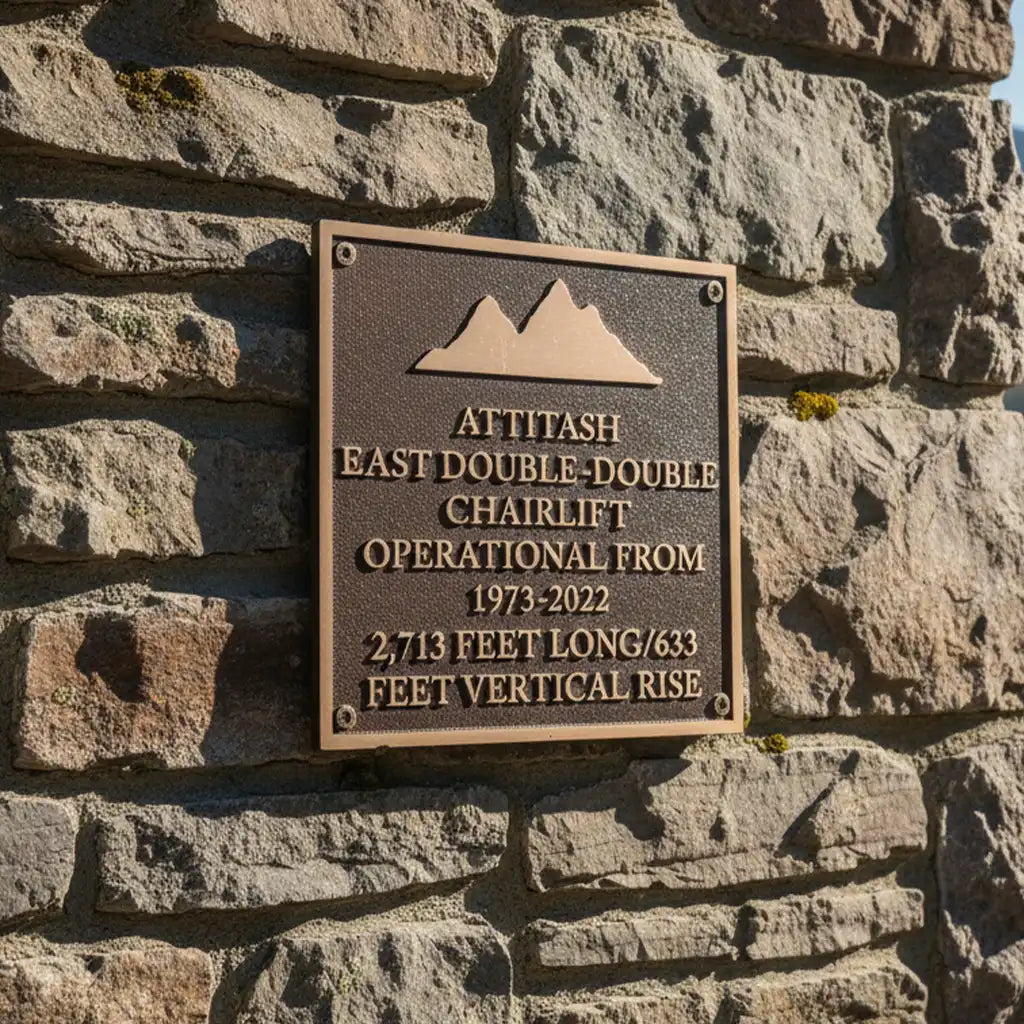 ATTITASH
EAST DOUBLE-DOUBLE
CHAIRLIFT
OPERATIONAL FROM
1973-2022
2,713 FEET LONG/633
FEET VERTICAL RISE